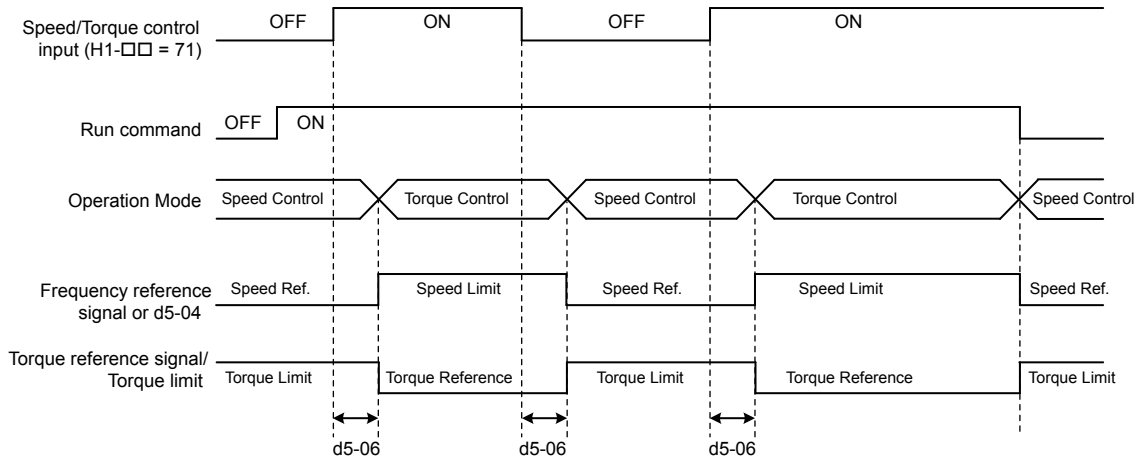 Speed/Torque control
input (H1-□□ = 71)
OFF ON OFF ON
Run command
OFF ON
Operation Mode
Speed Control Torque Control Speed Control Torque Control Speed Control
Frequency reference
signal or d5-04
Speed Ref. Speed Limit Speed Ref. Speed Limit Speed Ref.
Torque reference signal/
Torque limit
Torque Limit Torque Reference Torque Limit Torque Reference Torque Limit
d5-06 d5-06 d5-06